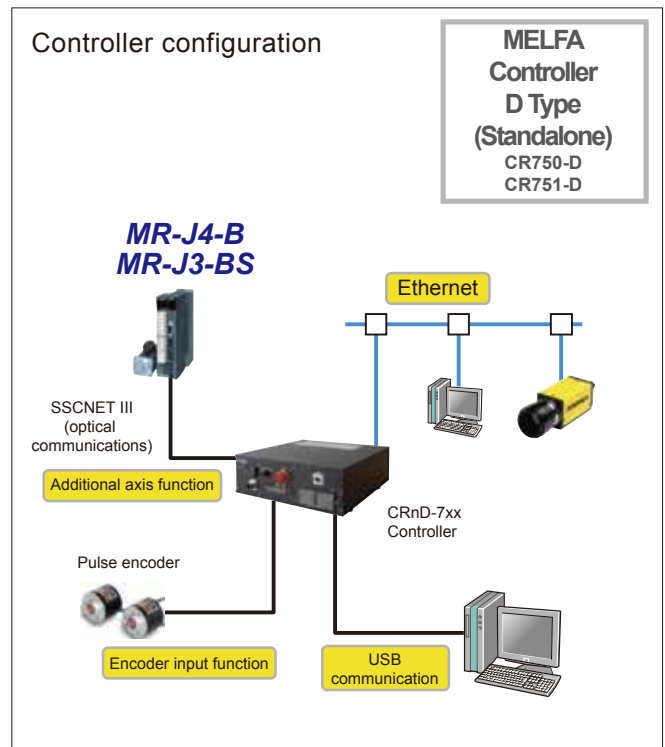 Controller configuration
MELFA
Controller
D Type
(Standalone)
CR750-D
CR751-D
MR-J4-B
MR-J3-BS
Ethernet
SSCNET III
(optical
communications)
Additional axis function
CRnD-7xx
Controller
Pulse encoder
Encoder input function
USB
communication